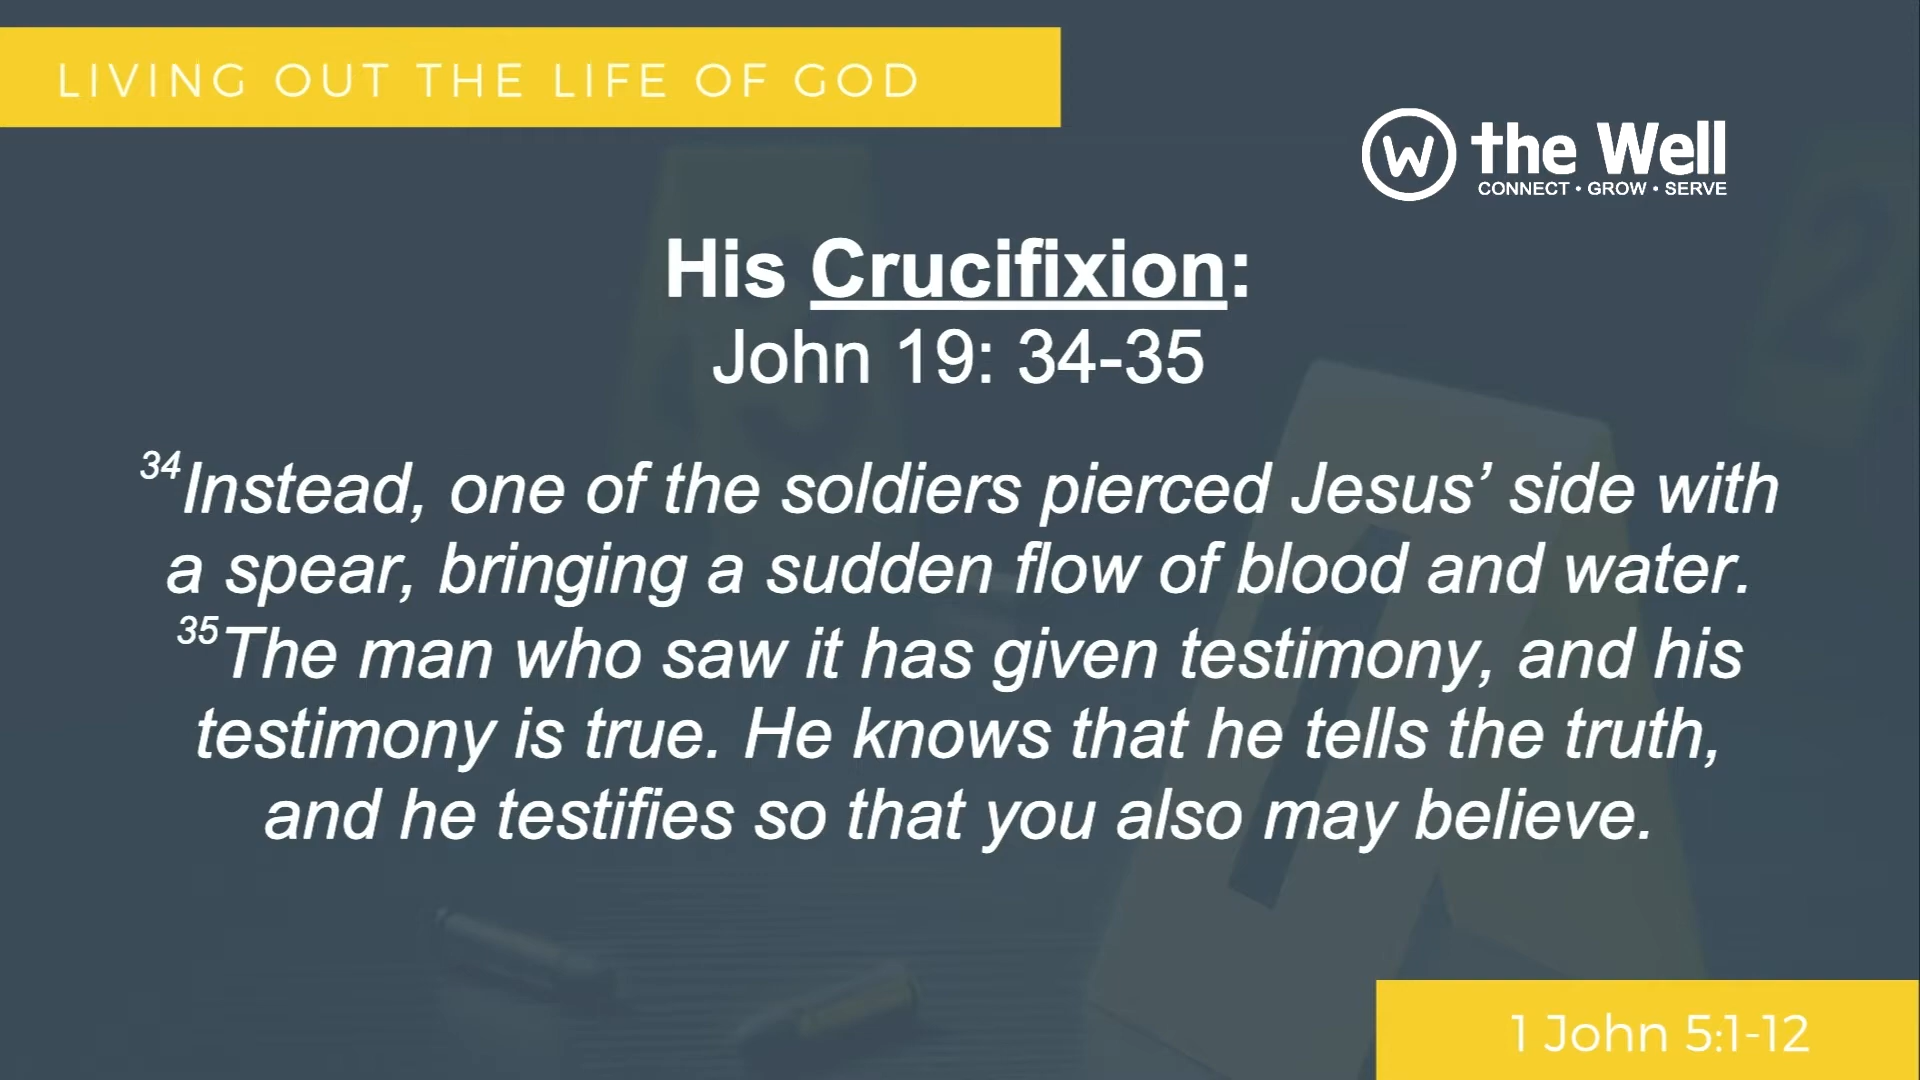 LIVING OUT THE LIFE OF GOD
W the Well
CONNECT • GROW • SERVE
His Crucifixion:
John 19: 34-35
34Instead, one of the soldiers pierced Jesus’ side with
a spear, bringing a sudden flow of blood and water.
35The man who saw it has given testimony, and his
testimony is true. He knows that he tells the truth,
and he testifies so that you also may believe.
1 John 5:1-12